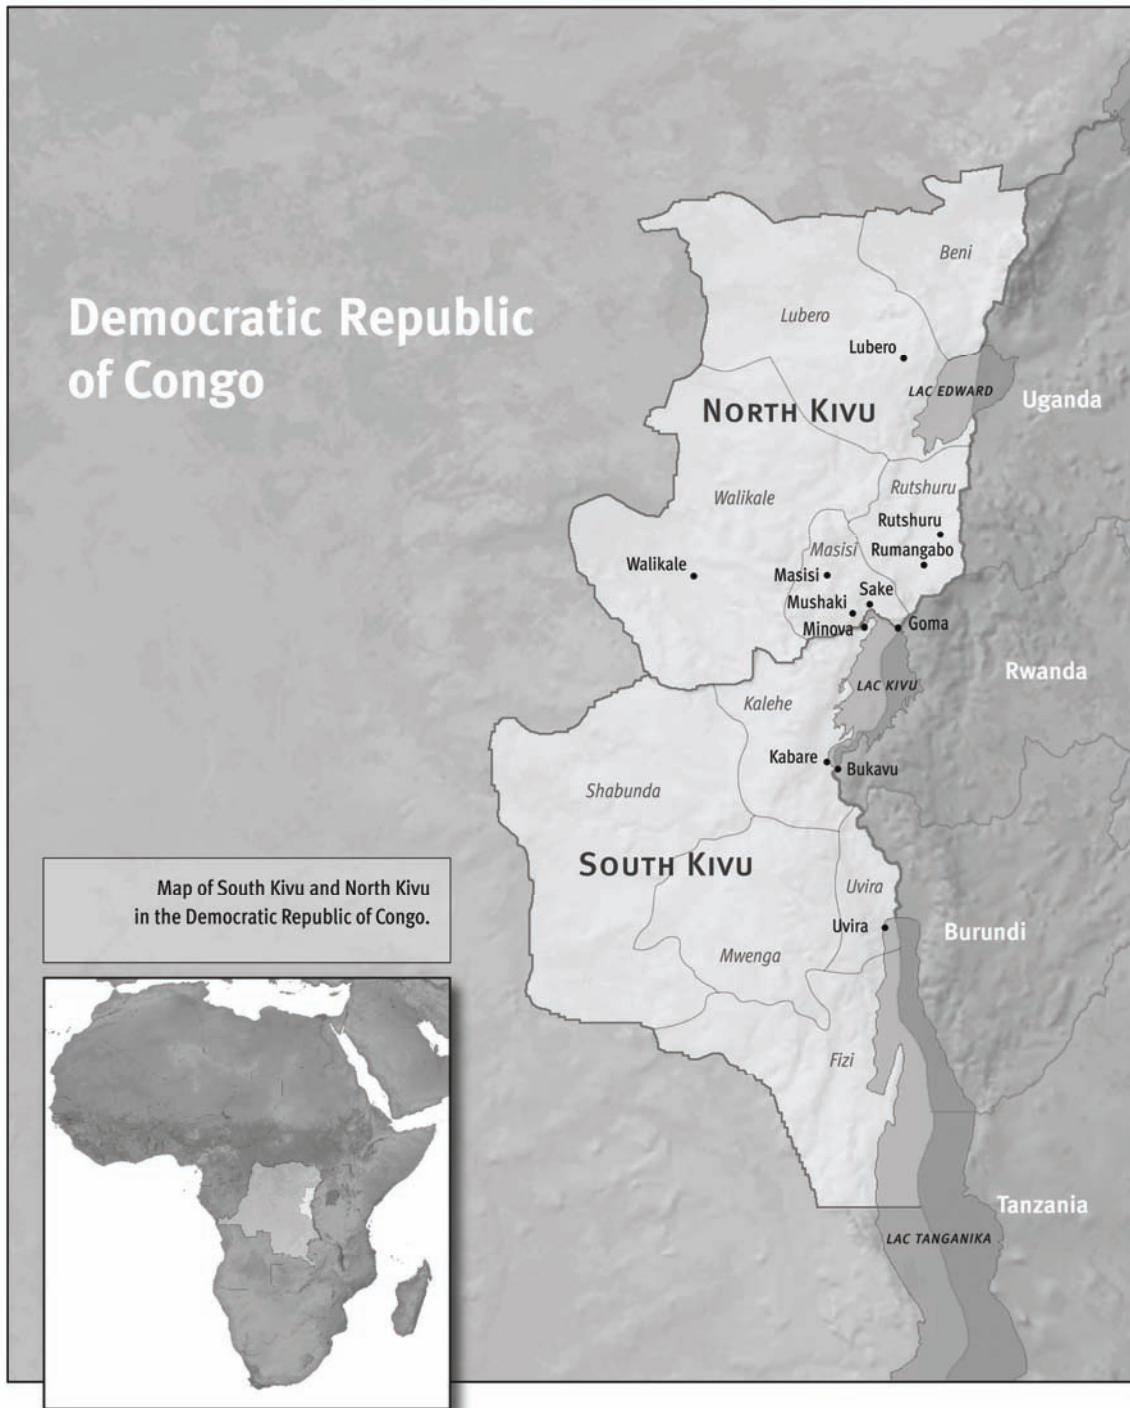 Beni
Democratic Republic
of Congo
Lubero
Lubero
LAC EDWARD
Uganda
NORTH KIVU
Rutshuru
Walikale
Rutshuru
Masisi
Rumangabo
Walikale
Masisi
Sake
Mushaki
Minova
Goma
Rwanda
LAC KIVU
Kalehe
Kabare
Bukavu
Shabunda
SOUTH KIVU
Uvira
Map of South Kivu and North Kivu
in the Democratic Republic of Congo.
Uvira
Burundi
Mwenga
Fizi
Tanzania
LAC TANGANIKA